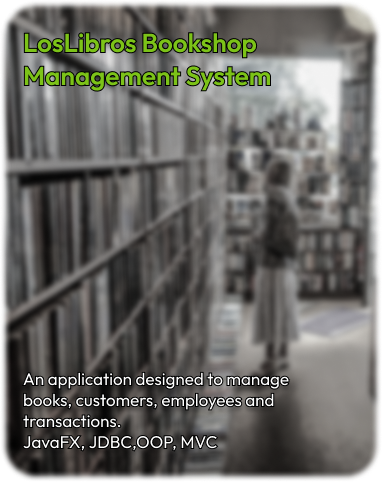 LosLibros Bookshop
Management System
An application designed to manage
books, customers, employees and
transactions.
JavaFX, JDBC,OOP, MVC